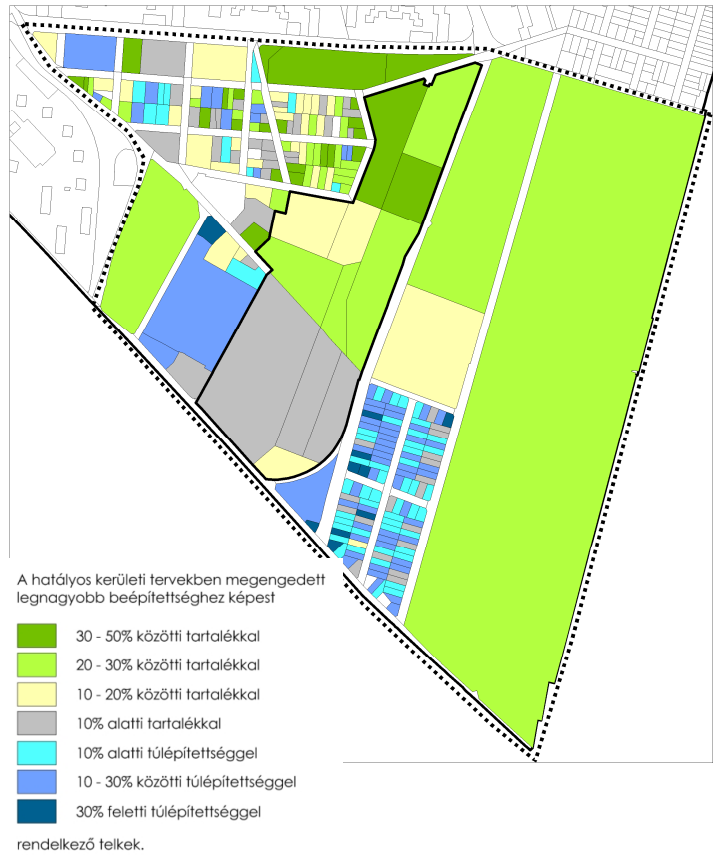 A hatályos kerületi tervekben megengedett
legnagyobb beépítettséghez képest
30 - 50% közötti tartalékkal
20 - 30% közötti tartalékkal
10 - 20% közötti tartalékkal
10% alatti tartalékkal
10% alatti túlépítettséggel
10 - 30% közötti túlépítettséggel
30% feletti túlépítettséggel
rendelkező telkek.